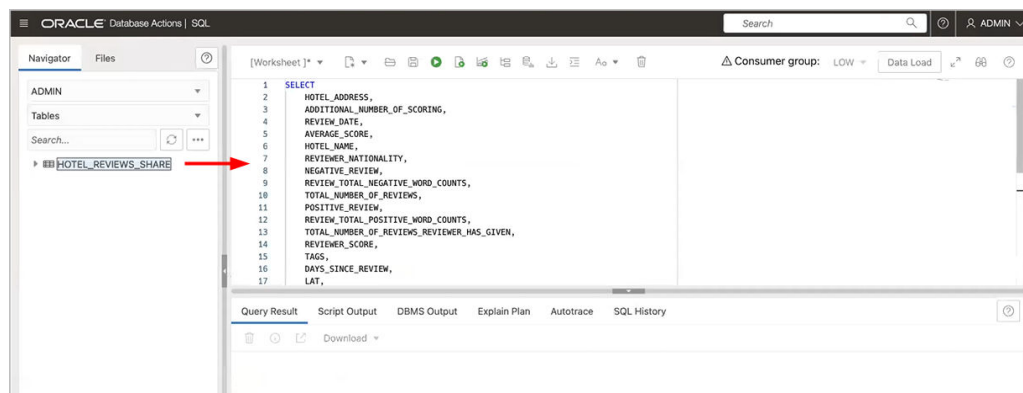 ORACLE Database Actions | SQL
Search
ADMIN
Navigator Files
ADMIN
Tables
Search...
HOTEL_REVIEWS_SHARE
[Worksheet ]* Aa Consumer group: LOW Data Load
1 SELECT
2 HOTEL_ADDRESS,
3 ADDITIONAL_NUMBER_OF_SCORING,
4 REVIEW_DATE,
5 AVERAGE_SCORE,
6 HOTEL_NAME,
7 REVIEWER_NATIONALITY,
8 NEGATIVE_REVIEW,
9 REVIEW_TOTAL_NEGATIVE_WORD_COUNTS,
10 TOTAL_NUMBER_OF_REVIEWS,
11 POSITIVE_REVIEW,
12 REVIEW_TOTAL_POSITIVE_WORD_COUNTS,
13 TOTAL_NUMBER_OF_REVIEWS_REVIEWER_HAS_GIVEN,
14 REVIEWER_SCORE,
15 TAGS,
16 DAYS_SINCE_REVIEW,
17 LAT,
Query Result Script Output DBMS Output Explain Plan Autotrace SQL History
Download